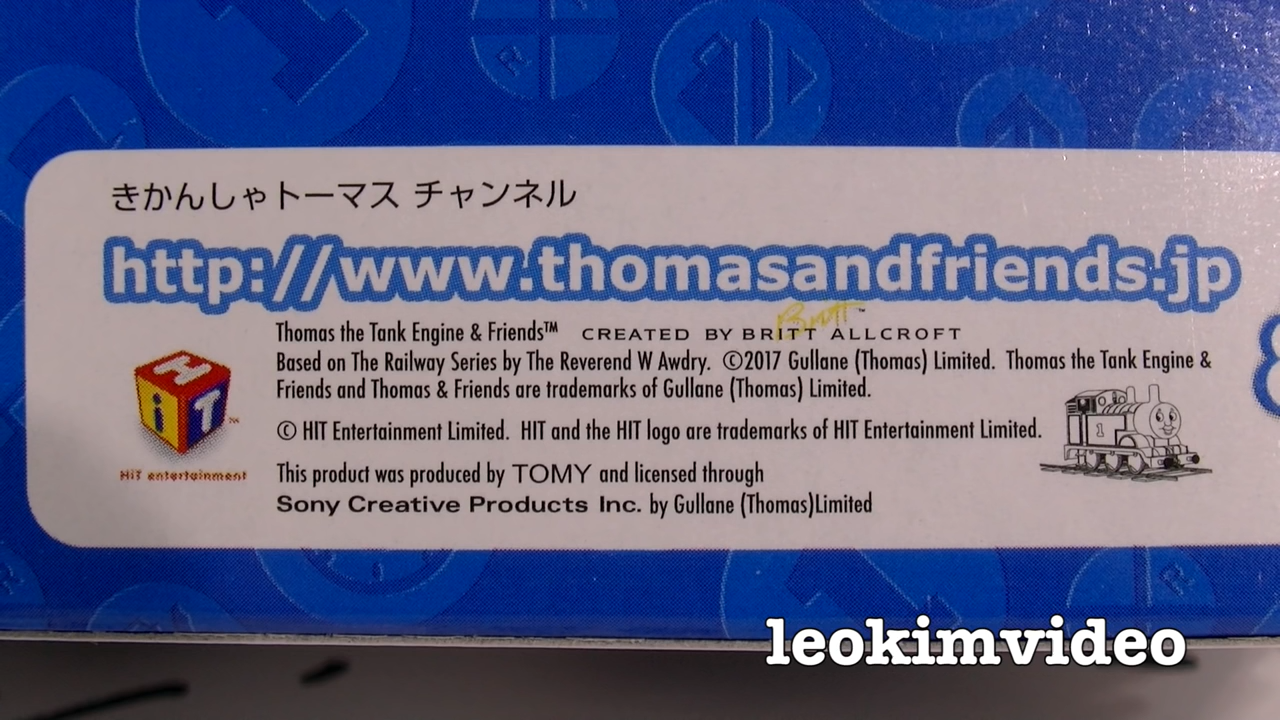 きかんしゃトーマス チャンネル
http://www.thomasandfriends.jp
Thomas the Tank Engine & Friends™ CREATED BY BRITT ALLCROFT
Britt™
Based on The Railway Series by The Reverend W Awdry. ©2017 Gullane (Thomas) Limited. Thomas the Tank Engine &
Friends and Thomas & Friends are trademarks of Gullane (Thomas) Limited.
HiT™
HiT entertainment
© HIT Entertainment Limited. HIT and the HIT logo are trademarks of HIT Entertainment Limited.
1
This product was produced by TOMY and licensed through
Sony Creative Products Inc. by Gullane (Thomas)Limited
leokimvideo